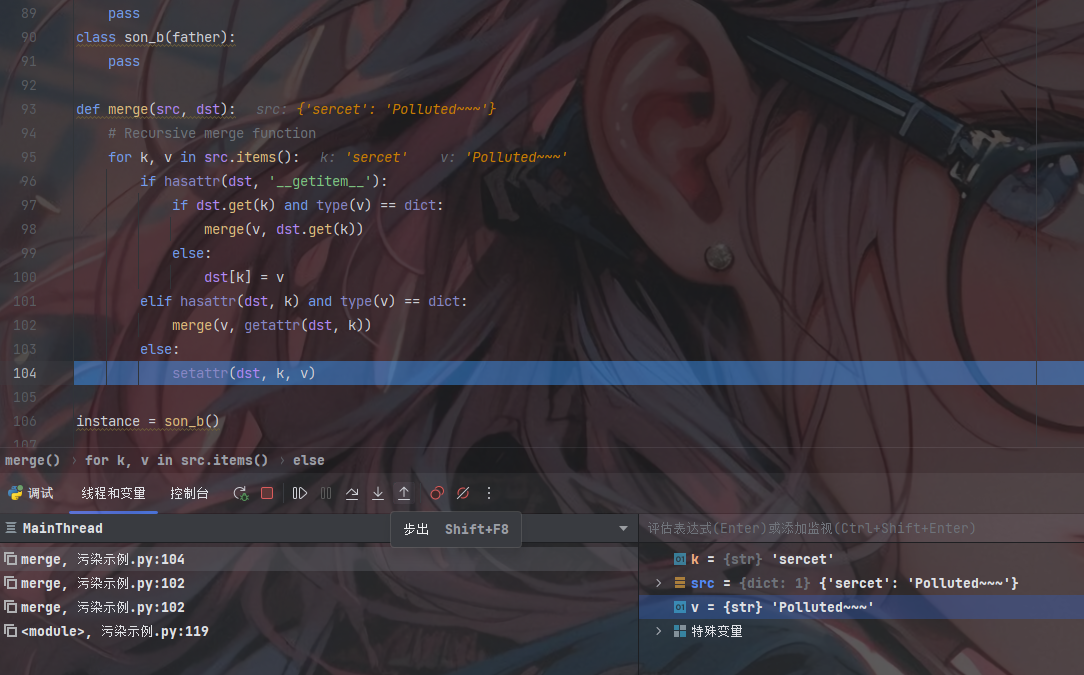 89 pass
90 class son_b(father):
91 pass
92
93 def merge(src, dst): src: {'sercet': 'Polluted~~~'}
94 # Recursive merge function
95 for k, v in src.items(): k: 'sercet' v: 'Polluted~~~'
96 if hasattr(dst, '__getitem__'):
97 if dst.get(k) and type(v) == dict:
98 merge(v, dst.get(k))
99 else:
100 dst[k] = v
101 elif hasattr(dst, k) and type(v) == dict:
102 merge(v, getattr(dst, k))
103 else:
104 setattr(dst, k, v)
105
106 instance = son_b()
107
merge() › for k, v in src.items() › else
调试 线程和变量 控制台
MainThread
步出 Shift+F8
评估表达式(Enter)或添加监视(Ctrl+Shift+Enter)
merge, 污染示例.py:104
merge, 污染示例.py:102
merge, 污染示例.py:102
<module>, 污染示例.py:119
01 k = {str} 'sercet'
src = {dict: 1} {'sercet': 'Polluted~~~'}
01 v = {str} 'Polluted~~~'
特殊变量